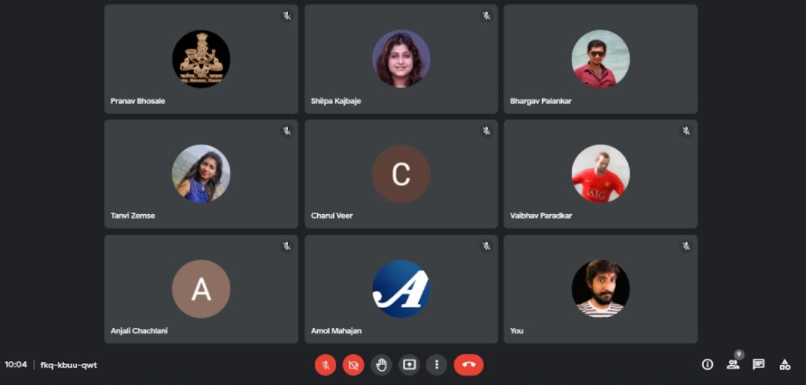 Pranav Bhosale
Shilpa Kajbaje
Bhargav Palankar
Tanvi Zemse
C
Charul Veer
AIG
Vaibhav Paradkar
A
Anjali Chachlani
A
Amol Mahajan
You
10:04 | fkq-kbuu-qwt
9